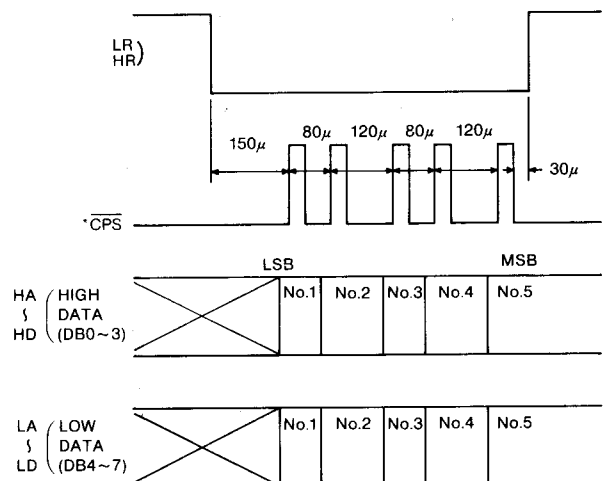 LR
HR)
80μ 120μ 80μ 120μ
150μ
30μ
*CPS
LSB MSB
HA HIGH
∫ DATA
HD (DB0~3)
No.1 No.2 No.3 No.4 No.5
LA LOW
∫ DATA
LD (DB4~7)
No.1 No.2 No.3 No.4 No.5